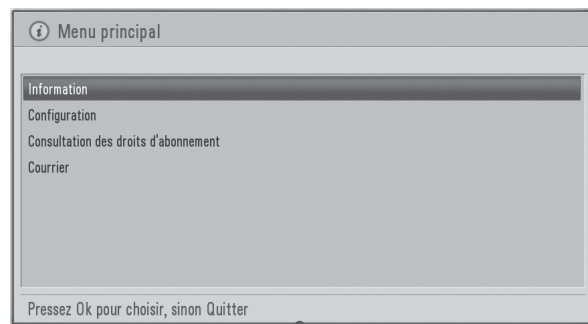 Menu principal
Information
Configuration
Consultation des droits d'abonnement
Courrier
Pressez Ok pour choisir, sinon Quitter